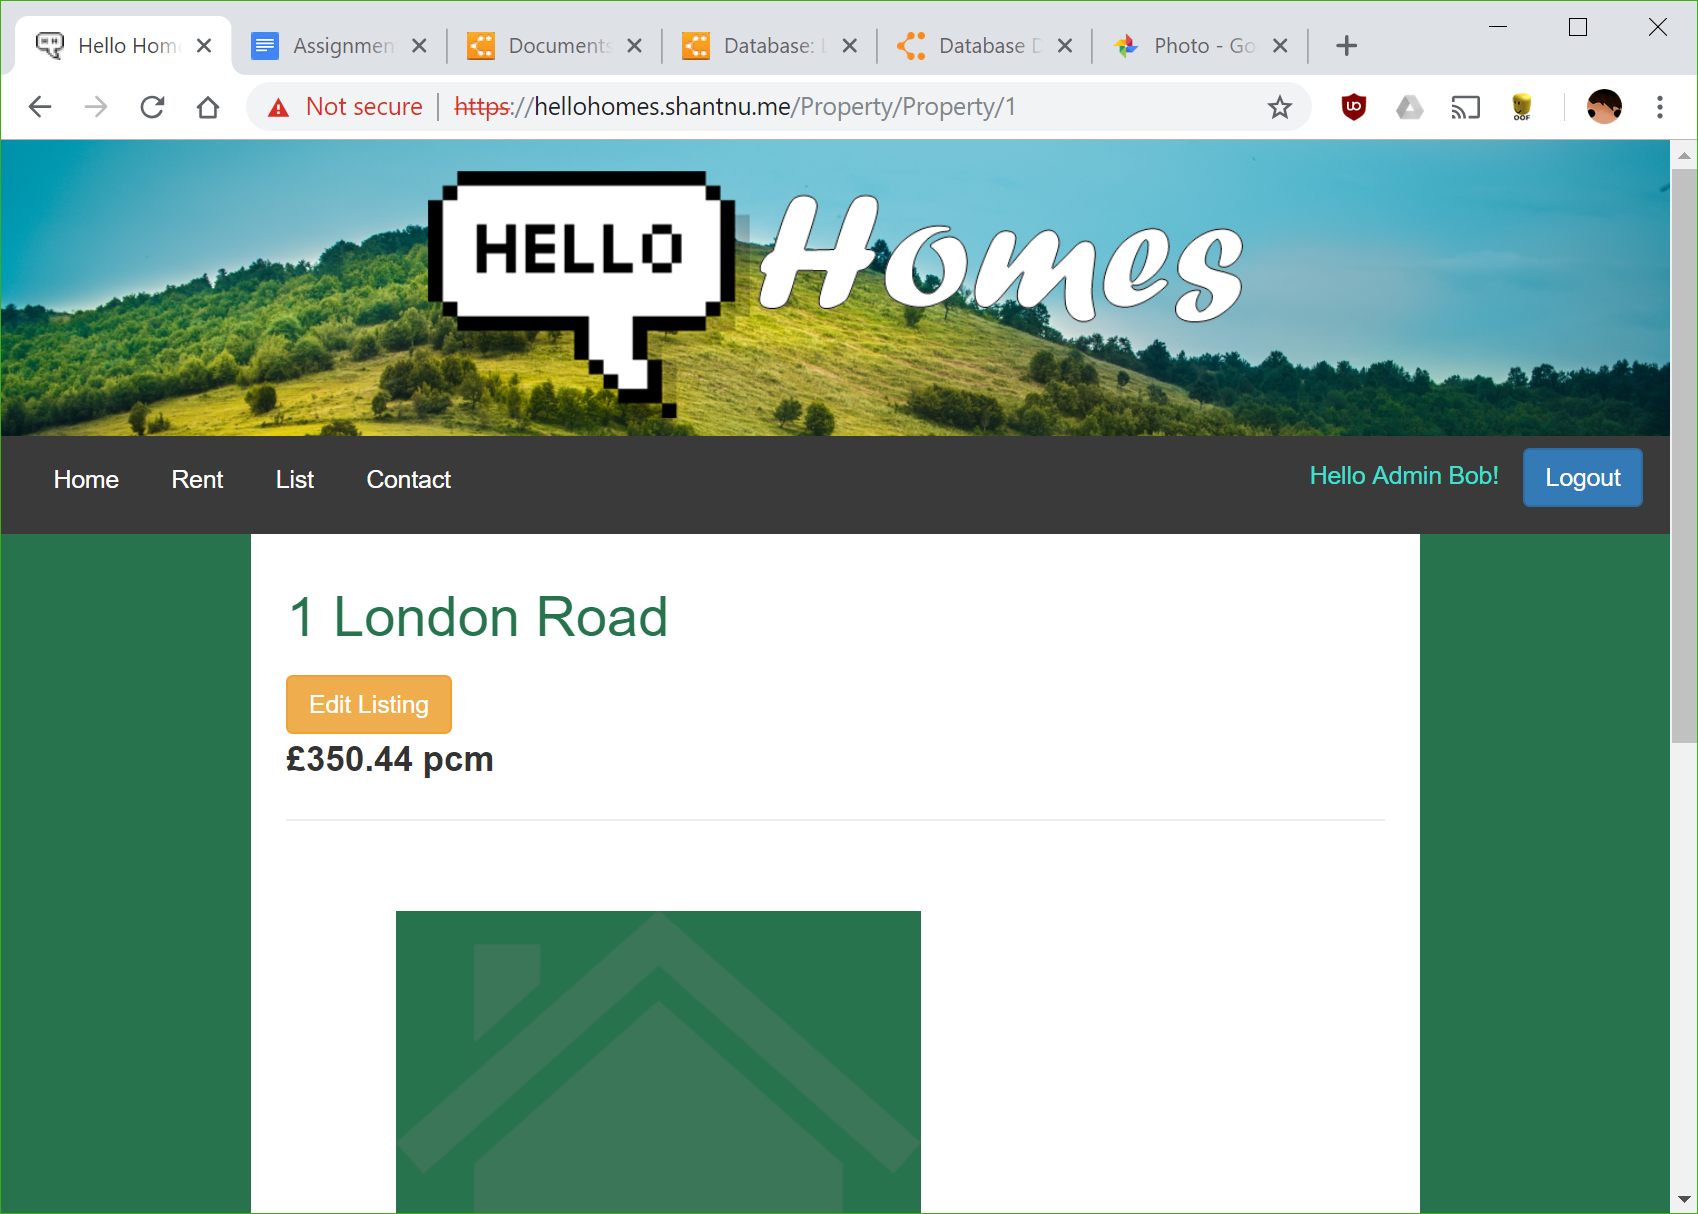 Hello Hom
Assignmen
Documents
Database: L
Database D
Photo - Go
Not secure
https://hellohomes.shantnu.me/Property/Property/1
OOF
HELLO Homes
Home Rent List Contact
Hello Admin Bob!
Logout
1 London Road
Edit Listing
£350.44 pcm